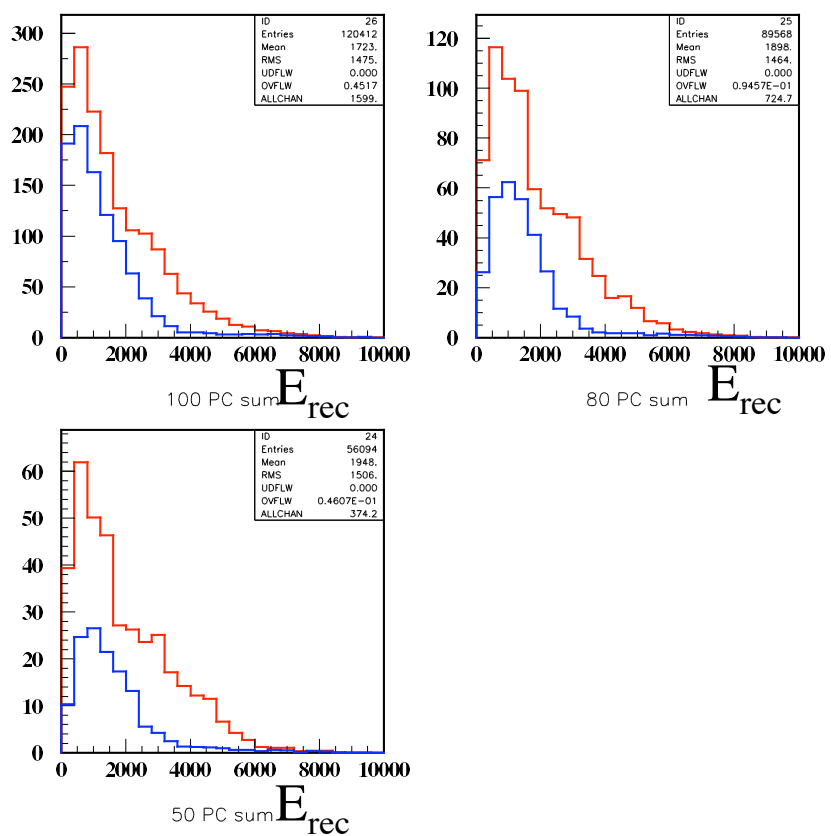 ID 26
Entries 120412
Mean 1723.
RMS 1475.
UDFLW 0.000
OVFLW 0.4517
ALLCHAN 1599.
300
250
200
150
100
50
0
0 2000 4000 6000 8000 10000
100 PC sum E_rec
ID 25
Entries 89568
Mean 1898.
RMS 1464.
UDFLW 0.000
OVFLW 0.9457E-01
ALLCHAN 724.7
120
100
80
60
40
20
0
0 2000 4000 6000 8000 10000
80 PC sum E_rec
ID 24
Entries 56094
Mean 1948.
RMS 1506.
UDFLW 0.000
OVFLW 0.4607E-01
ALLCHAN 374.2
60
50
40
30
20
10
0
0 2000 4000 6000 8000 10000
50 PC sum E_rec